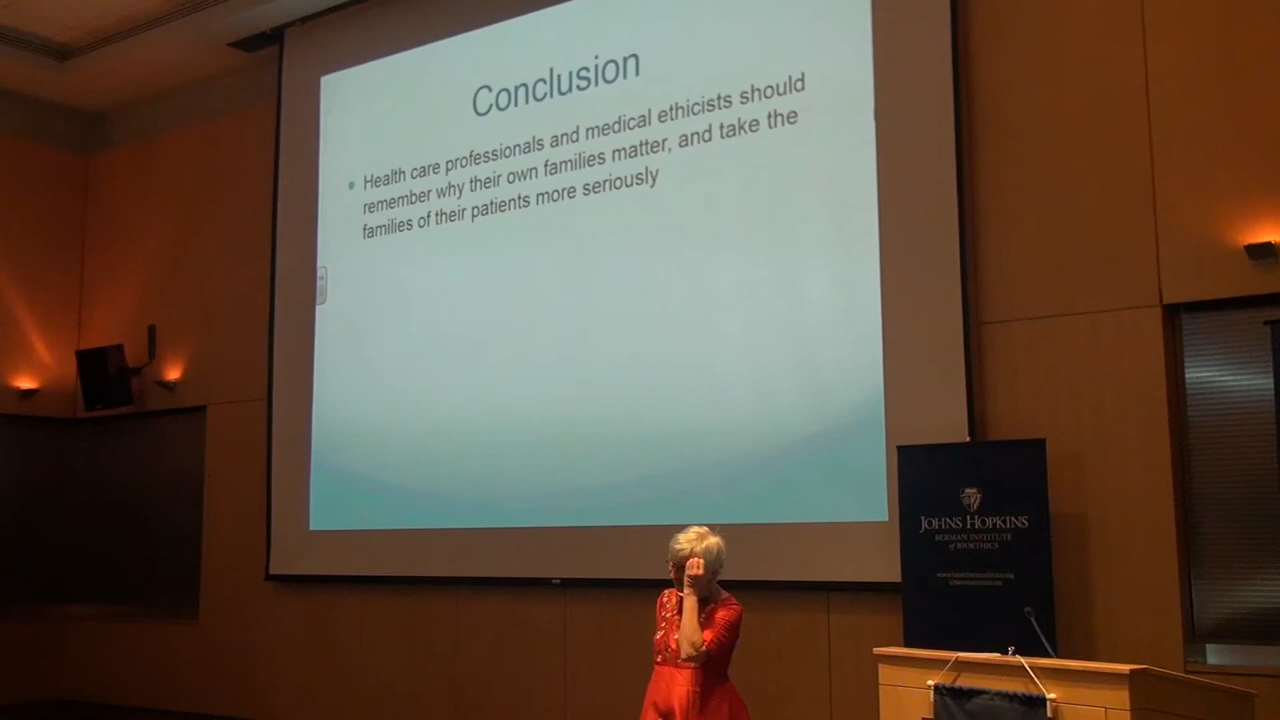 Conclusion
Health care professionals and medical ethicists should
remember why their own families matter, and take the
families of their patients more seriously
JOHNS HOPKINS
BERMAN INSTITUTE
of BIOETHICS